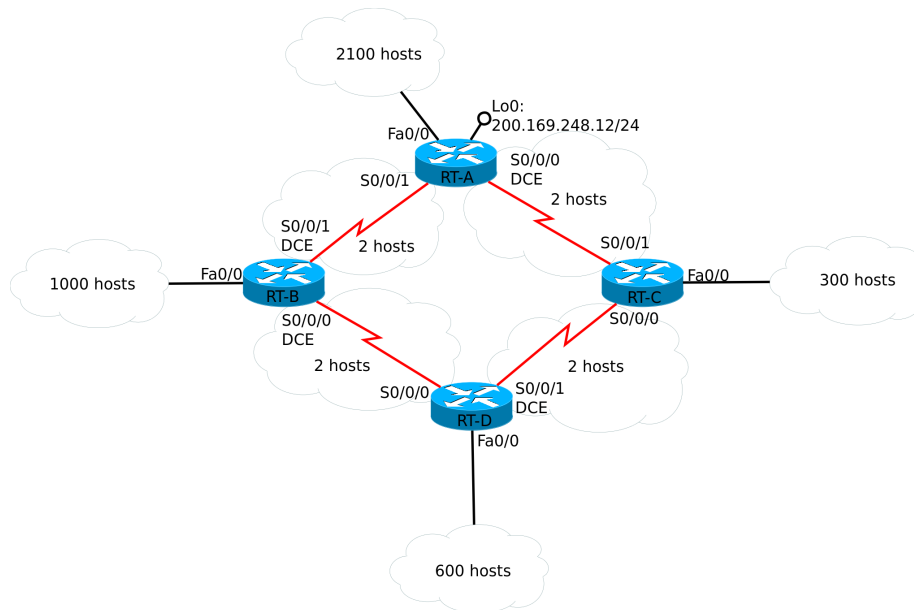 2100 hosts
Lo0:
200.169.248.12/24
Fa0/0
RT-A
S0/0/0
DCE
S0/0/1
2 hosts
S0/0/1
DCE
2 hosts
S0/0/1
1000 hosts
Fa0/0
RT-B
RT-C
Fa0/0
300 hosts
S0/0/0
DCE
S0/0/0
2 hosts
2 hosts
S0/0/0
RT-D
S0/0/1
DCE
Fa0/0
600 hosts